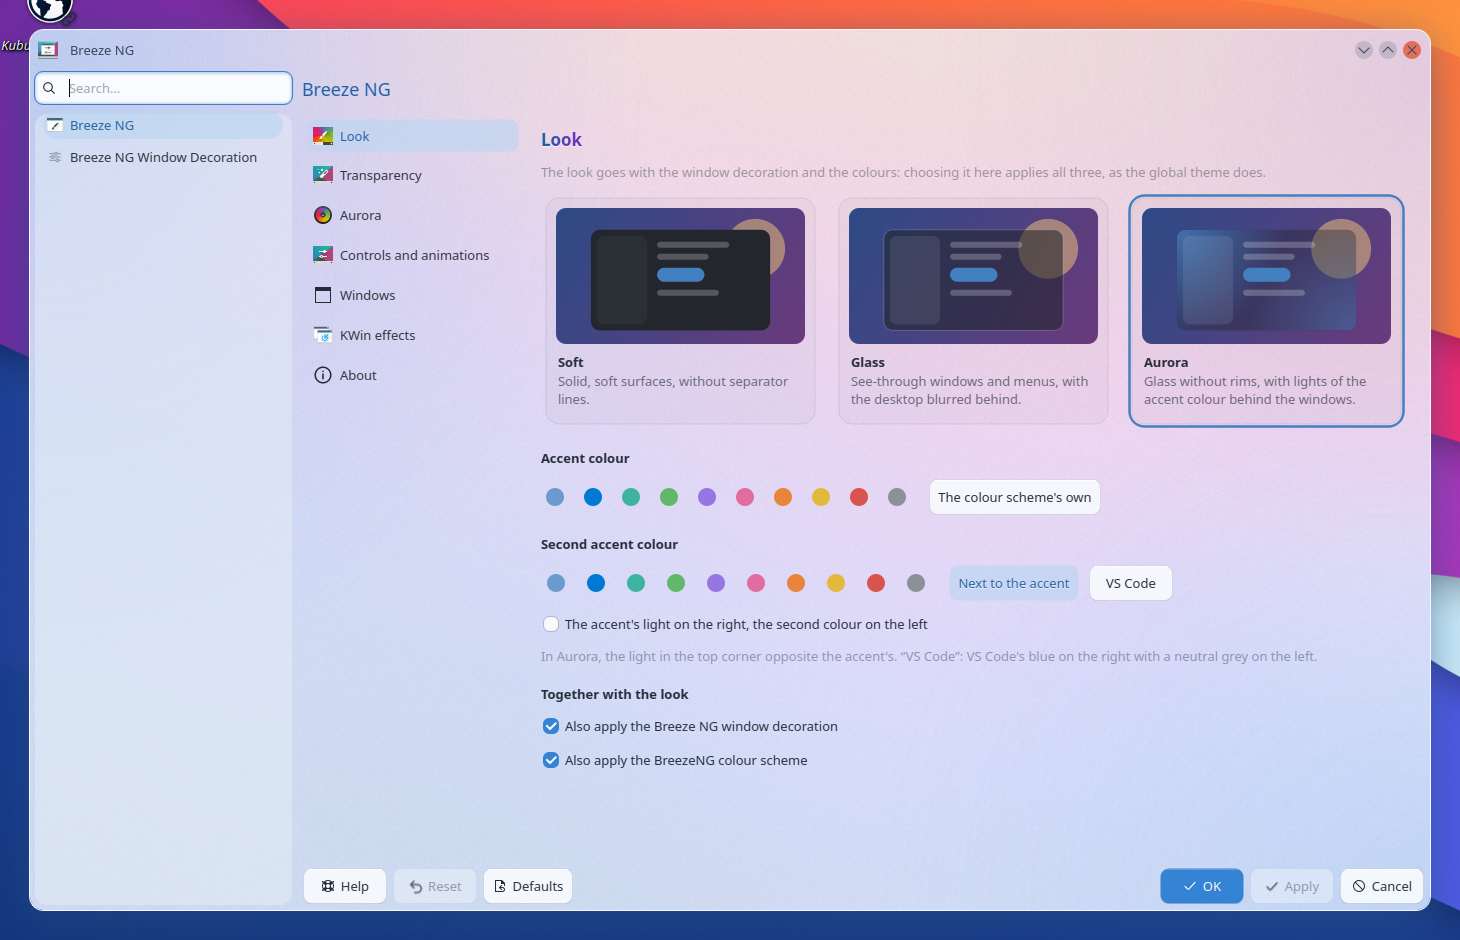 Kubu
Breeze NG
Search...
Breeze NG
Breeze NG Window Decoration
Breeze NG
Look
Transparency
Aurora
Controls and animations
Windows
KWin effects
About
Look
The look goes with the window decoration and the colours: choosing it here applies all three, as the global theme does.
Soft
Solid, soft surfaces, without separator
lines.
Glass
See-through windows and menus, with
the desktop blurred behind.
Aurora
Glass without rims, with lights of the
accent colour behind the windows.
Accent colour
The colour scheme's own
Second accent colour
Next to the accent
VS Code
The accent's light on the right, the second colour on the left
In Aurora, the light in the top corner opposite the accent's. “VS Code”: VS Code's blue on the right with a neutral grey on the left.
Together with the look
Also apply the Breeze NG window decoration
Also apply the BreezeNG colour scheme
Help
Reset
Defaults
OK
Apply
Cancel